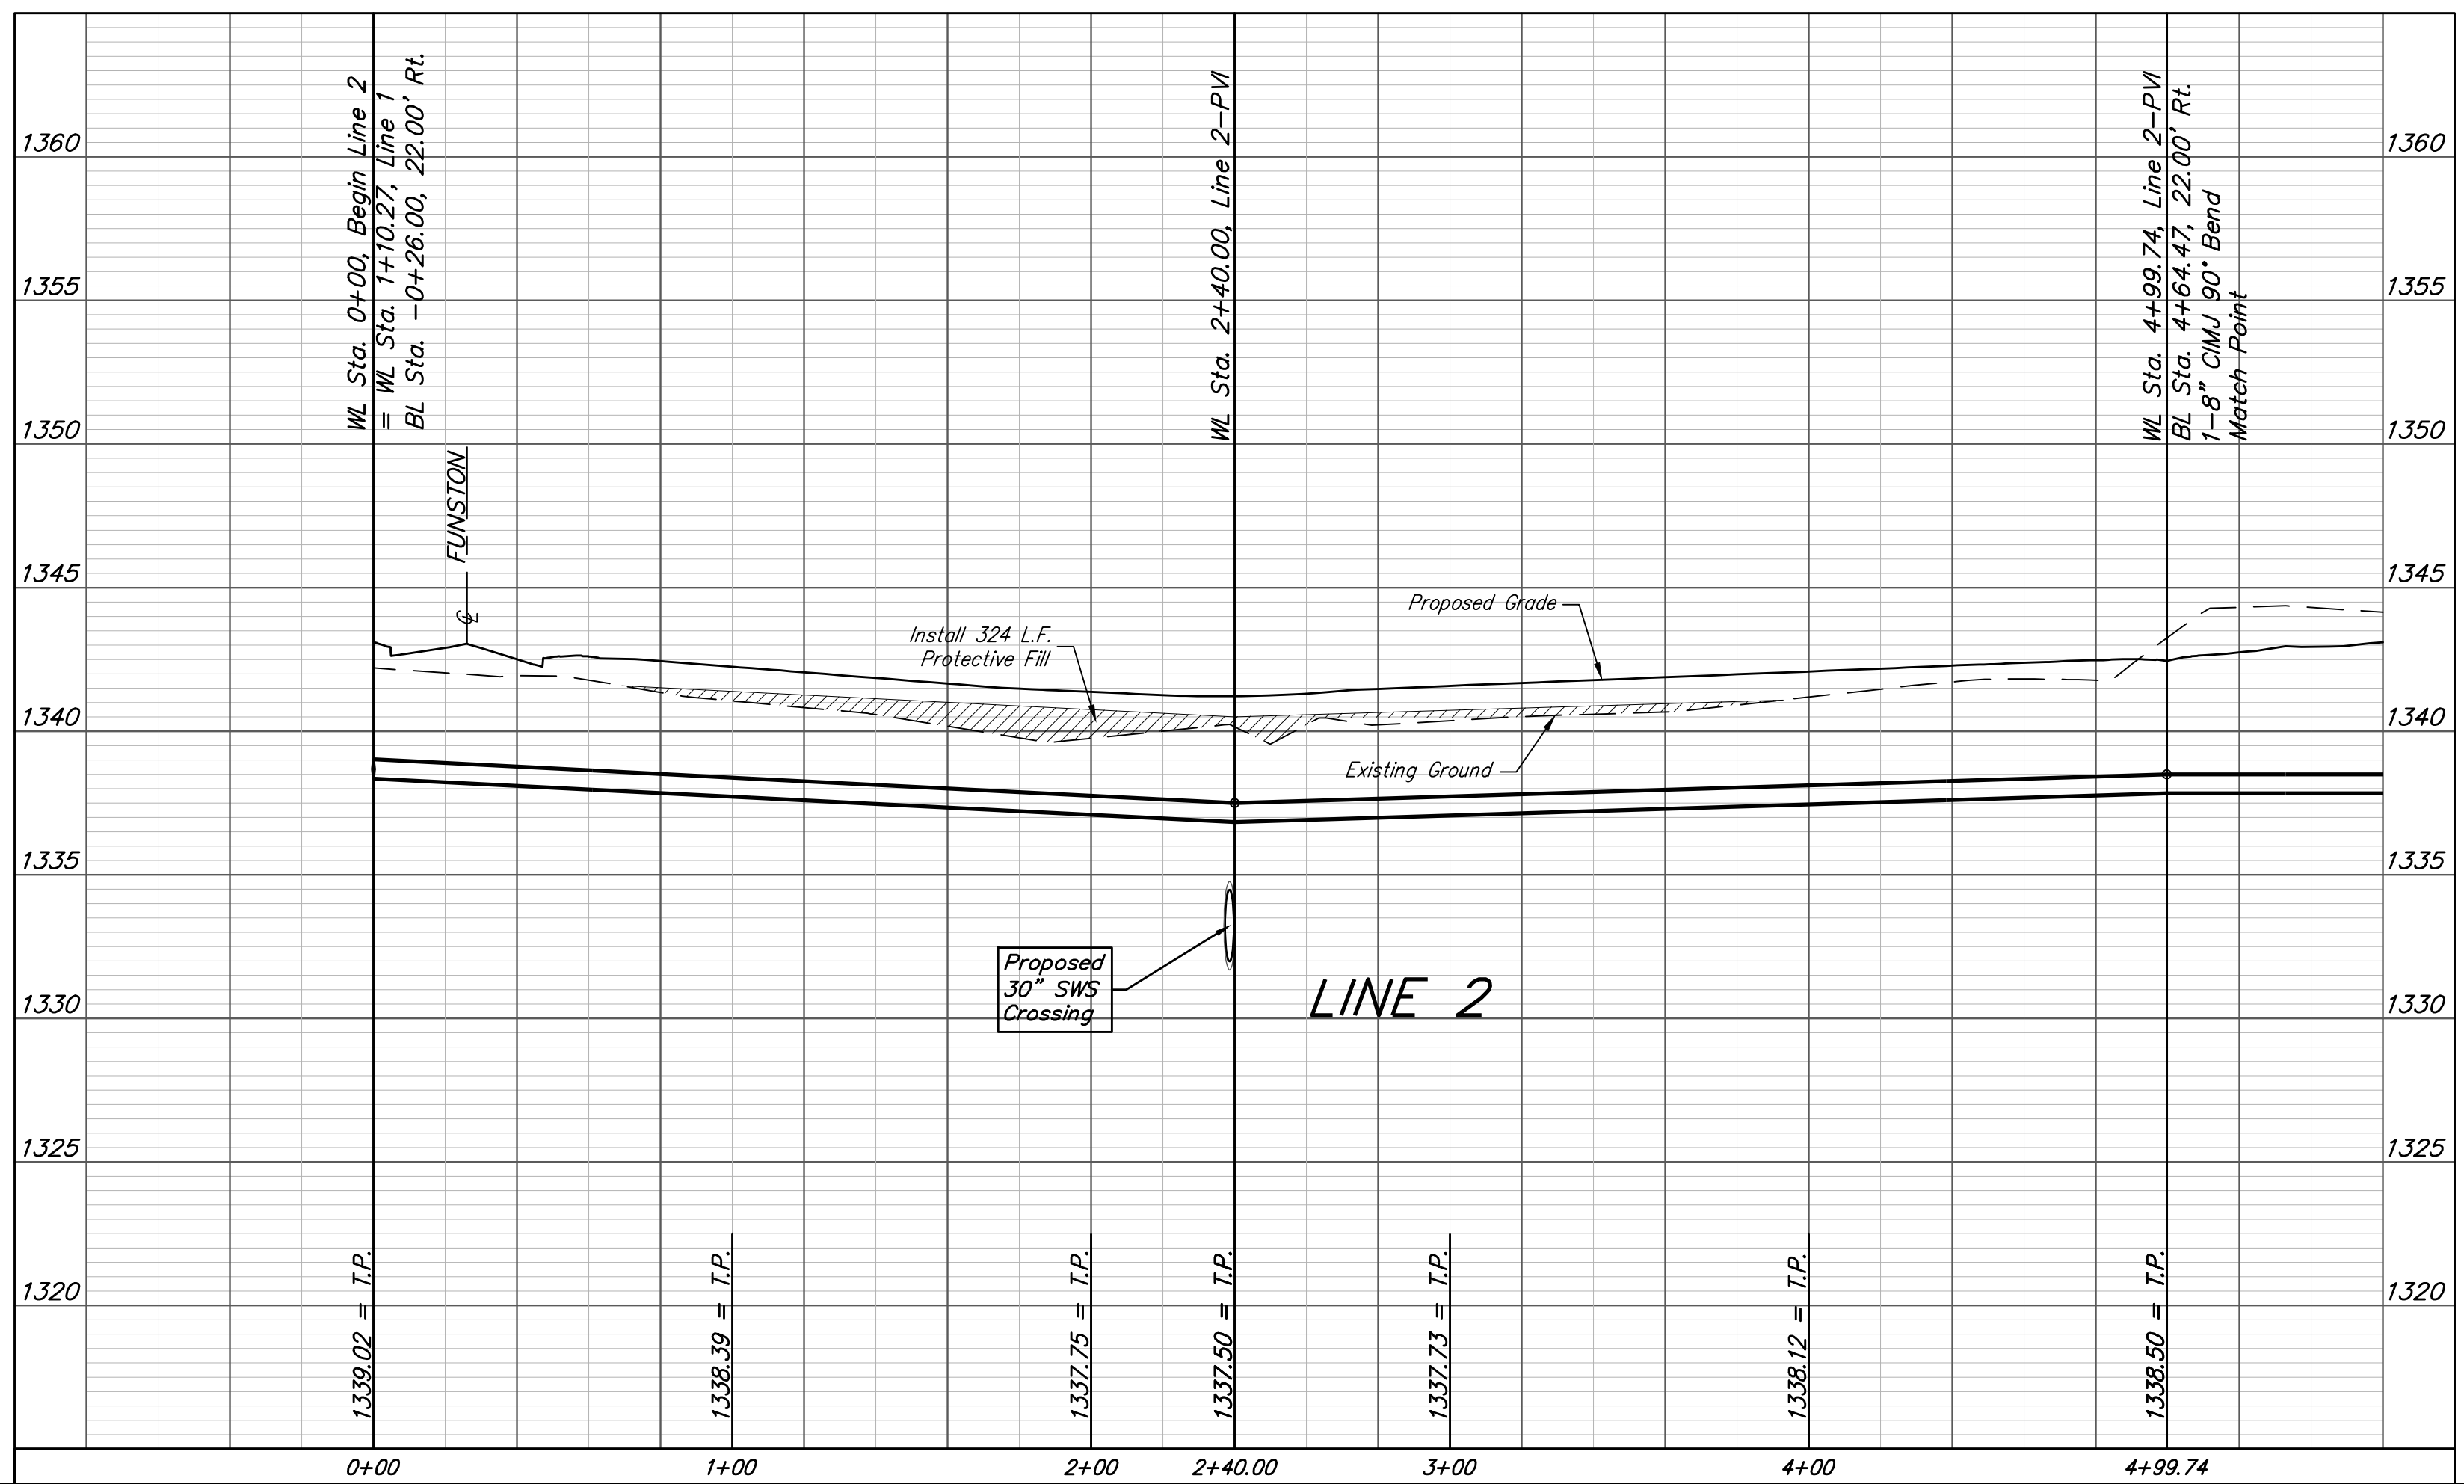 WL Sta. 0+00, Begin Line 2
= WL Sta. 1+10.27, Line 1
BL Sta. -0+26.00, 22.00' Rt.
WL Sta. 2+40.00, Line 2-PVI
WL Sta. 4+99.74, Line 2-PVI
BL Sta. 4+64.47, 22.00' Rt.
1-8" CIMJ 90° Bend
Match Point
1360
1360
1355
1355
1350
1350
FUNSTON
℄
1345
1345
Install 324 L.F.
Protective Fill
Proposed Grade
1340
1340
Existing Ground
1335
1335
Proposed
30" SWS
Crossing
LINE 2
1330
1330
1325
1325
1320
1320
1339.02 = T.P.
1338.39 = T.P.
1337.75 = T.P.
1337.50 = T.P.
1337.73 = T.P.
1338.12 = T.P.
1338.50 = T.P.
0+00
1+00
2+00
2+40.00
3+00
4+00
4+99.74